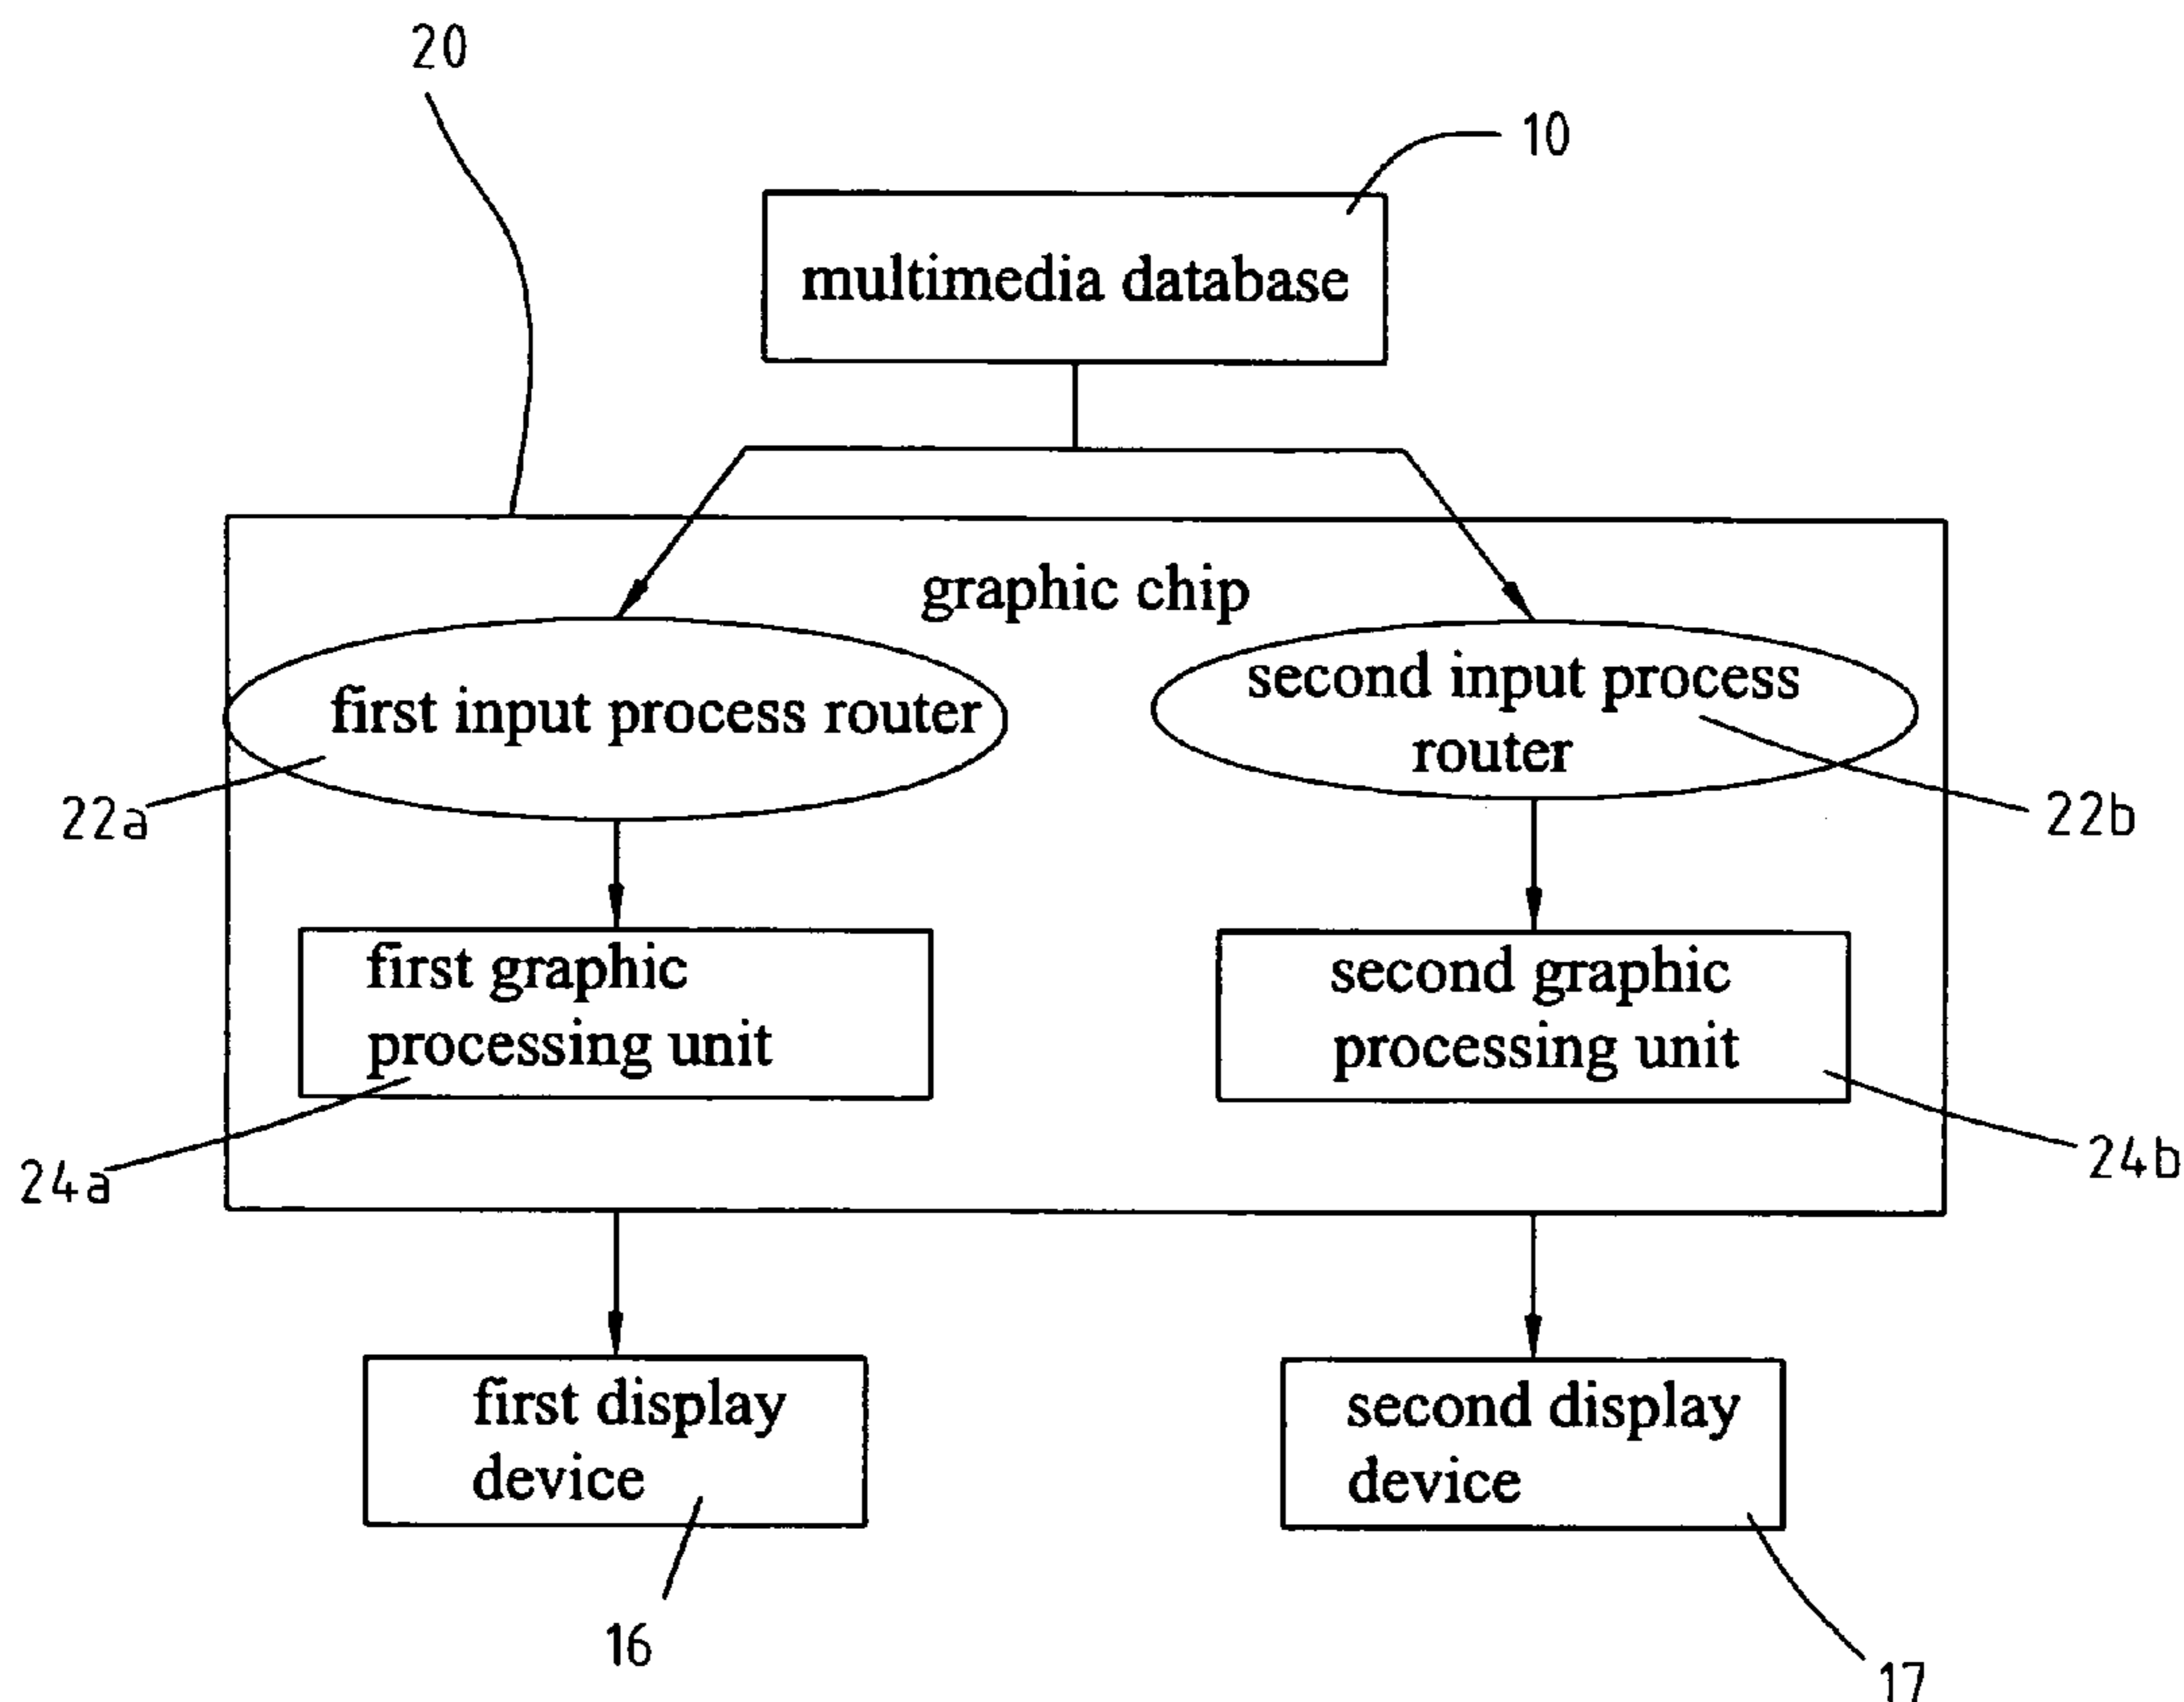 20
10
multimedia database
graphic chip
first input process router
second input process
router
22a
22b
first graphic
processing unit
second graphic
processing unit
24a
24b
first display
device
second display
device
16
17